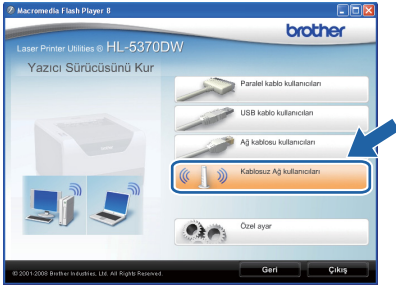 Macromedia Flash Player 8
brother
Laser Printer Utilities ® HL-5370DW
Yazıcı Sürücüsünü Kur
Paralel kablo kullanıcıları
USB kablo kullanıcıları
Ağ kablosu kullanıcıları
Kablosuz Ağ kullanıcıları
Özel ayar
© 2001-2008 Brother Industries, Ltd. All Rights Reserved.
Geri
Çıkış